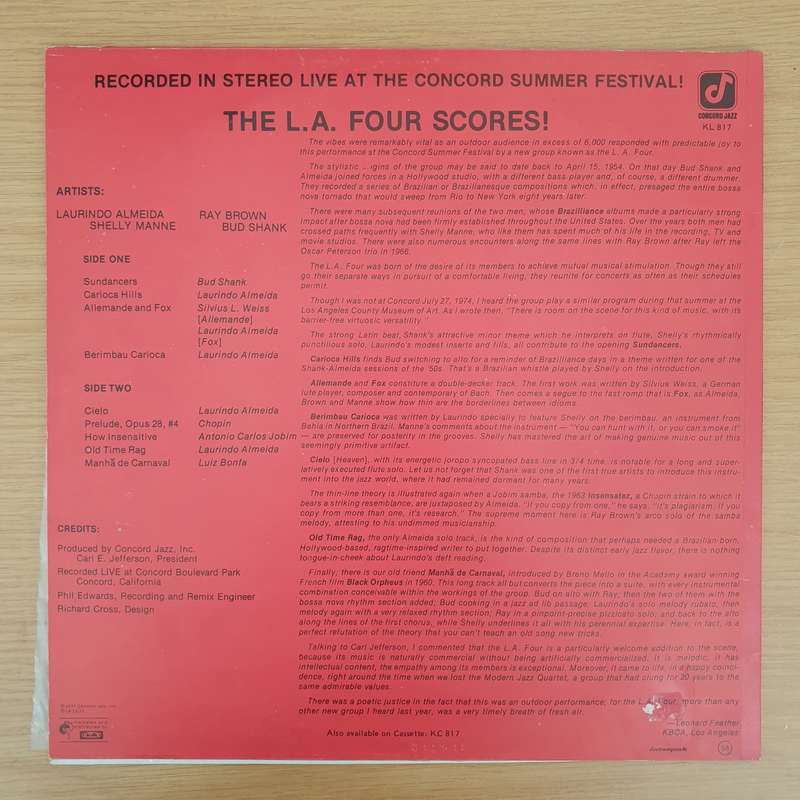 RECORDED IN STEREO LIVE AT THE CONCORD SUMMER FESTIVAL!
CONCORD JAZZ
KL 817
THE L.A. FOUR SCORES!
ARTISTS:
LAURINDO ALMEIDA RAY BROWN
SHELLY MANNE BUD SHANK
SIDE ONE
Sundancers Bud Shank
Carioca Hills Laurindo Almeida
Allemande and Fox Silvius L. Weiss
[Allemande]
Laurindo Almeida
[Fox]
Berimbau Carioca Laurindo Almeida
SIDE TWO
Cielo Laurindo Almeida
Prelude, Opus 28, #4 Chopin
How Insensitive Antonio Carlos Jobim
Old Time Rag Laurindo Almeida
Manhã de Carnaval Luiz Bonfa
CREDITS:
Produced by Concord Jazz, Inc.
Carl E. Jefferson, President
Recorded LIVE at Concord Boulevard Park
Concord, California
Phil Edwards, Recording and Remix Engineer
Richard Cross, Design
The vibes were remarkably vital as an outdoor audience in excess of 6,000 responded with predictable joy to
this performance at the Concord Summer Festival by a new group known as the L.A. Four.
The stylistic origins of the group may be said to date back to April 15, 1954. On that day Bud Shank and
Almeida joined forces in a Hollywood studio, with a different bass player and, of course, a different drummer.
They recorded a series of Brazilian or Brazilianesque compositions which, in effect, presaged the entire bossa
nova tornado that would sweep from Rio to New York eight years later.
There were many subsequent reunions of the two men, whose Brazilliance albums made a particularly strong
impact after bossa nova had been firmly established throughout the United States. Over the years both men had
crossed paths frequently with Shelly Manne, who like them has spent much of his life in the recording, TV and
movie studios. There were also numerous encounters along the same lines with Ray Brown after Ray left the
Oscar Peterson trio in 1966.
The L.A. Four was born of the desire of its members to achieve mutual musical stimulation. Though they still
go their separate ways in pursuit of a comfortable living, they reunite for concerts as often as their schedules
permit.
Though I was not at Concord July 27, 1974, I heard the group play a similar program during that summer at the
Los Angeles County Museum of Art. As I wrote then, "There is room on the scene for this kind of music, with its
barrier-free virtuosic versatility."
The strong Latin beat, Shank's attractive minor theme which he interprets on flute, Shelly's rhythmically
punctilious solo, Laurindo's modest inserts and fills, all contribute to the opening Sundancers.
Carioca Hills finds Bud switching to alto for a reminder of Brazilliance days in a theme written for one of the
Shank-Almeida sessions of the '50s. That's a Brazilian whistle played by Shelly on the introduction.
Allemande and Fox constitute a double-decker track. The first work was written by Silvius Weiss, a German
lute player, composer and contemporary of Bach. Then comes a segue to the fast romp that is Fox, as Almeida,
Brown and Manne show how thin are the borderlines between idioms.
Berimbau Carioca was written by Laurindo specially to feature Shelly on the berimbau, an instrument from
Bahia in Northern Brazil. Manne's comments about the instrument — "You can hunt with it, or you can smoke it"
— are preserved for posterity in the grooves. Shelly has mastered the art of making genuine music out of this
seemingly primitive artifact.
Cielo [Heaven], with its energetic joropo syncopated bass line in 3/4 time, is notable for a long and super-
latively executed flute solo. Let us not forget that Shank was one of the first true artists to introduce this instru-
ment into the jazz world, where it had remained dormant for many years.
The thin-line theory is illustrated again when a Jobim samba, the 1963 Insensatez, a Chopin strain to which it
bears a striking resemblance, are juxtaposed by Almeida. "If you copy from one," he says, "it's plagiarism. If you
copy from more than one, it's research." The supreme moment here is Ray Brown's arco solo of the samba
melody, attesting to his undimmed musicianship.
Old Time Rag, the only Almeida solo track, is the kind of composition that perhaps needed a Brazilian-born,
Hollywood-based, ragtime-inspired writer to put together. Despite its distinct early jazz flavor, there is nothing
tongue-in-cheek about Laurindo's deft reading.
Finally, there is our old friend Manhã de Carnaval, introduced by Breno Mello in the Academy award winning
French film Black Orpheus in 1960. This long track all but converts the piece into a suite, with every instrumental
combination conceivable within the workings of the group. Bud on alto with Ray; then the two of them with the
bossa nova rhythm section added; Bud cooking in a jazz ad lib passage; Laurindo's solo melody rubato, then
melody again with a very relaxed rhythm section; Ray in a pinpoint-precise pizzicato solo; and back to the alto
along the lines of the first chorus, while Shelly underlines it all with his perennial expertise. Here, in fact, is a
perfect refutation of the theory that you can't teach an old song new tricks.
Talking to Carl Jefferson, I commented that the L.A. Four is a particularly welcome addition to the scene,
because its music is naturally commercial without being artificially commercialized. It is melodic, it has
intellectual content, the empathy among its members is exceptional. Moreover, it came to life, in a happy coinci-
dence, right around the time when we lost the Modern Jazz Quartet, a group that had clung for 20 years to the
same admirable values.
There was a poetic justice in the fact that this was an outdoor performance; for the L.A. Four, more than any
other new group I heard last year, was a very timely breath of fresh air.
—Leonard Feather
KBCA, Los Angeles
Also available on Cassette: KC 817